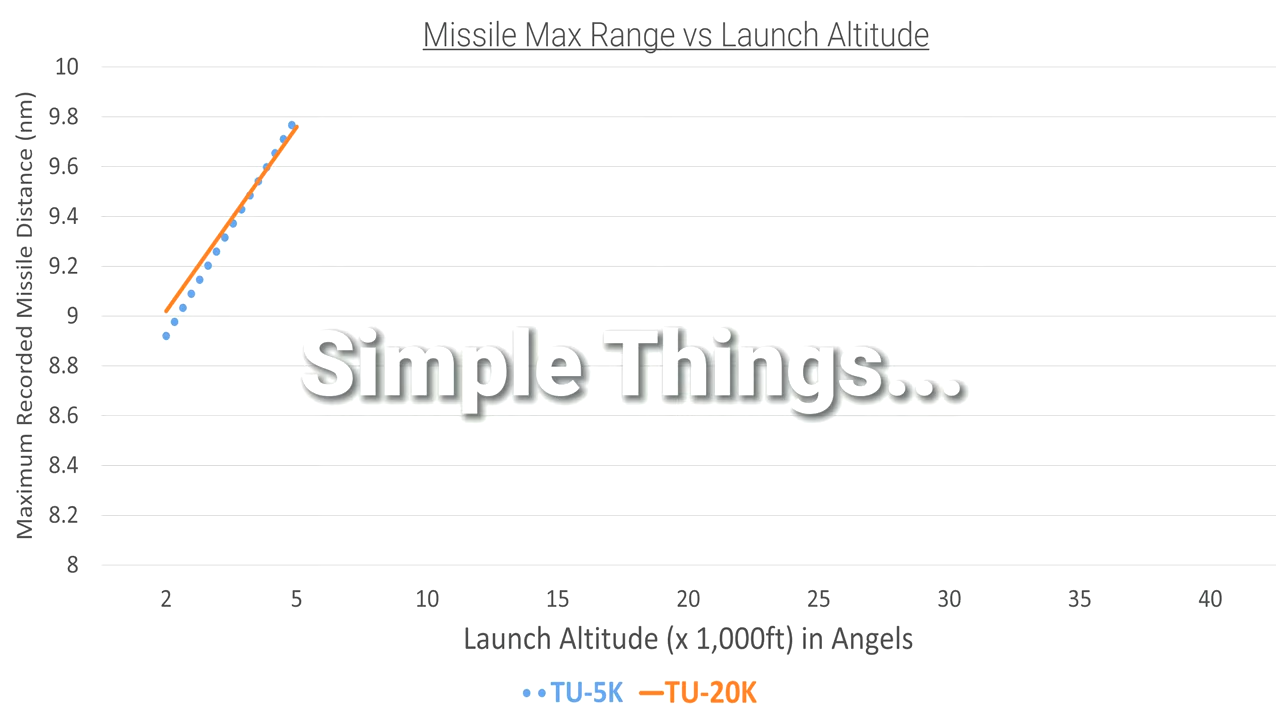 Missile Max Range vs Launch Altitude
Maximum Recorded Missile Distance (nm)
10
9.8
9.6
9.4
9.2
9
8.8
8.6
8.4
8.2
8
Simple Things...
2 5 10 15 20 25 30 35 40
Launch Altitude (x 1,000ft) in Angels
TU-5K TU-20K